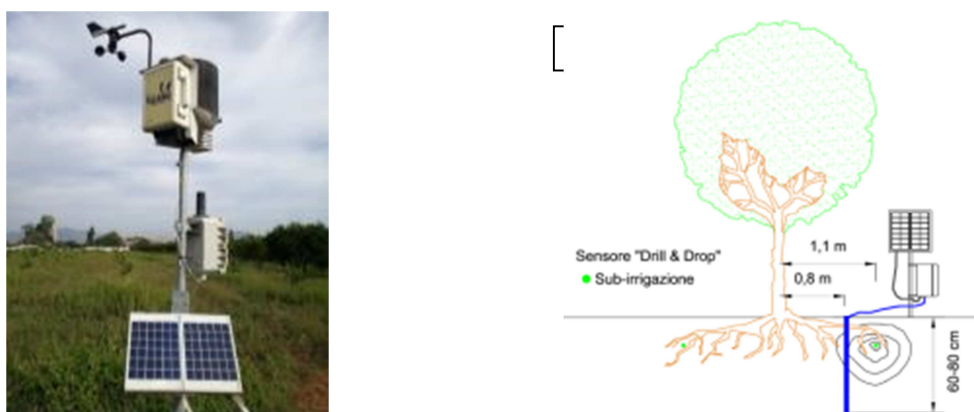 1,1 m
Sensore "Drill & Drop"
0,8 m
Sub-irrigazione
60-80 cm